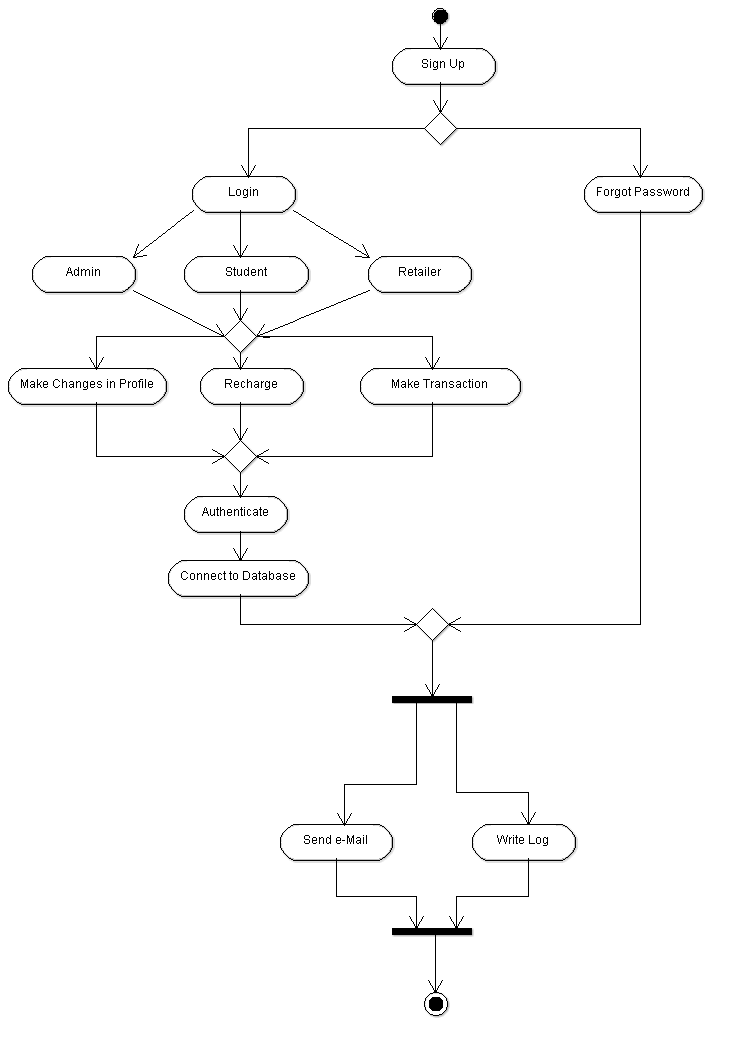 Sign Up
Login
Forgot Password
Admin
Student
Retailer
Make Changes in Profile
Recharge
Make Transaction
Authenticate
Connect to Database
Send e-Mail
Write Log